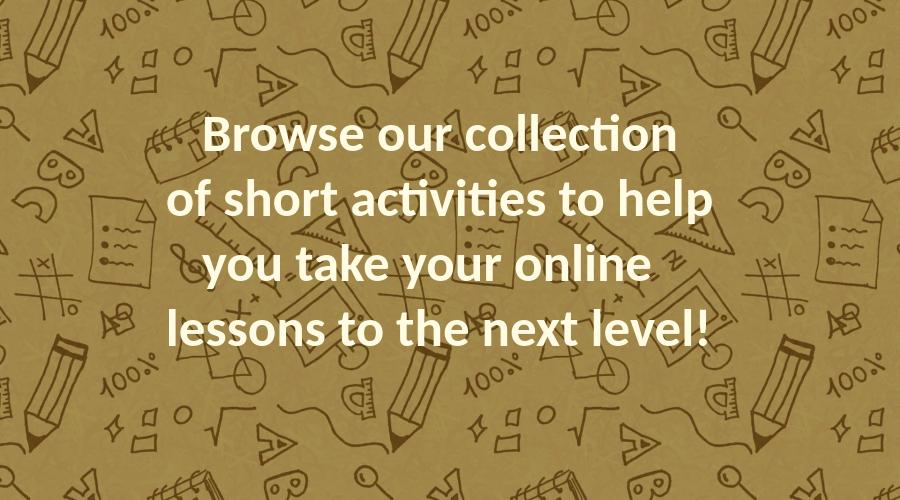 Browse our collection
of short activities to help
you take your online
lessons to the next level!